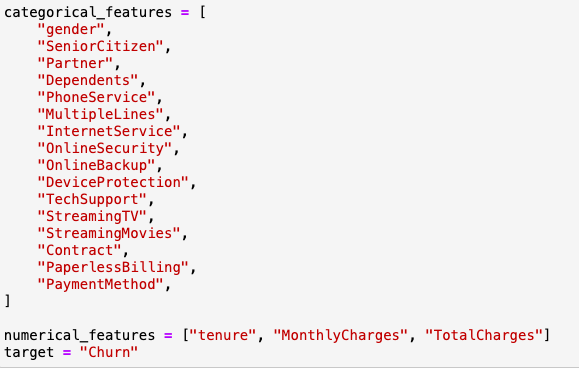 categorical_features = [
    "gender",
    "SeniorCitizen",
    "Partner",
    "Dependents",
    "PhoneService",
    "MultipleLines",
    "InternetService",
    "OnlineSecurity",
    "OnlineBackup",
    "DeviceProtection",
    "TechSupport",
    "StreamingTV",
    "StreamingMovies",
    "Contract",
    "PaperlessBilling",
    "PaymentMethod",
]

numerical_features = ["tenure", "MonthlyCharges", "TotalCharges"]
target = "Churn"